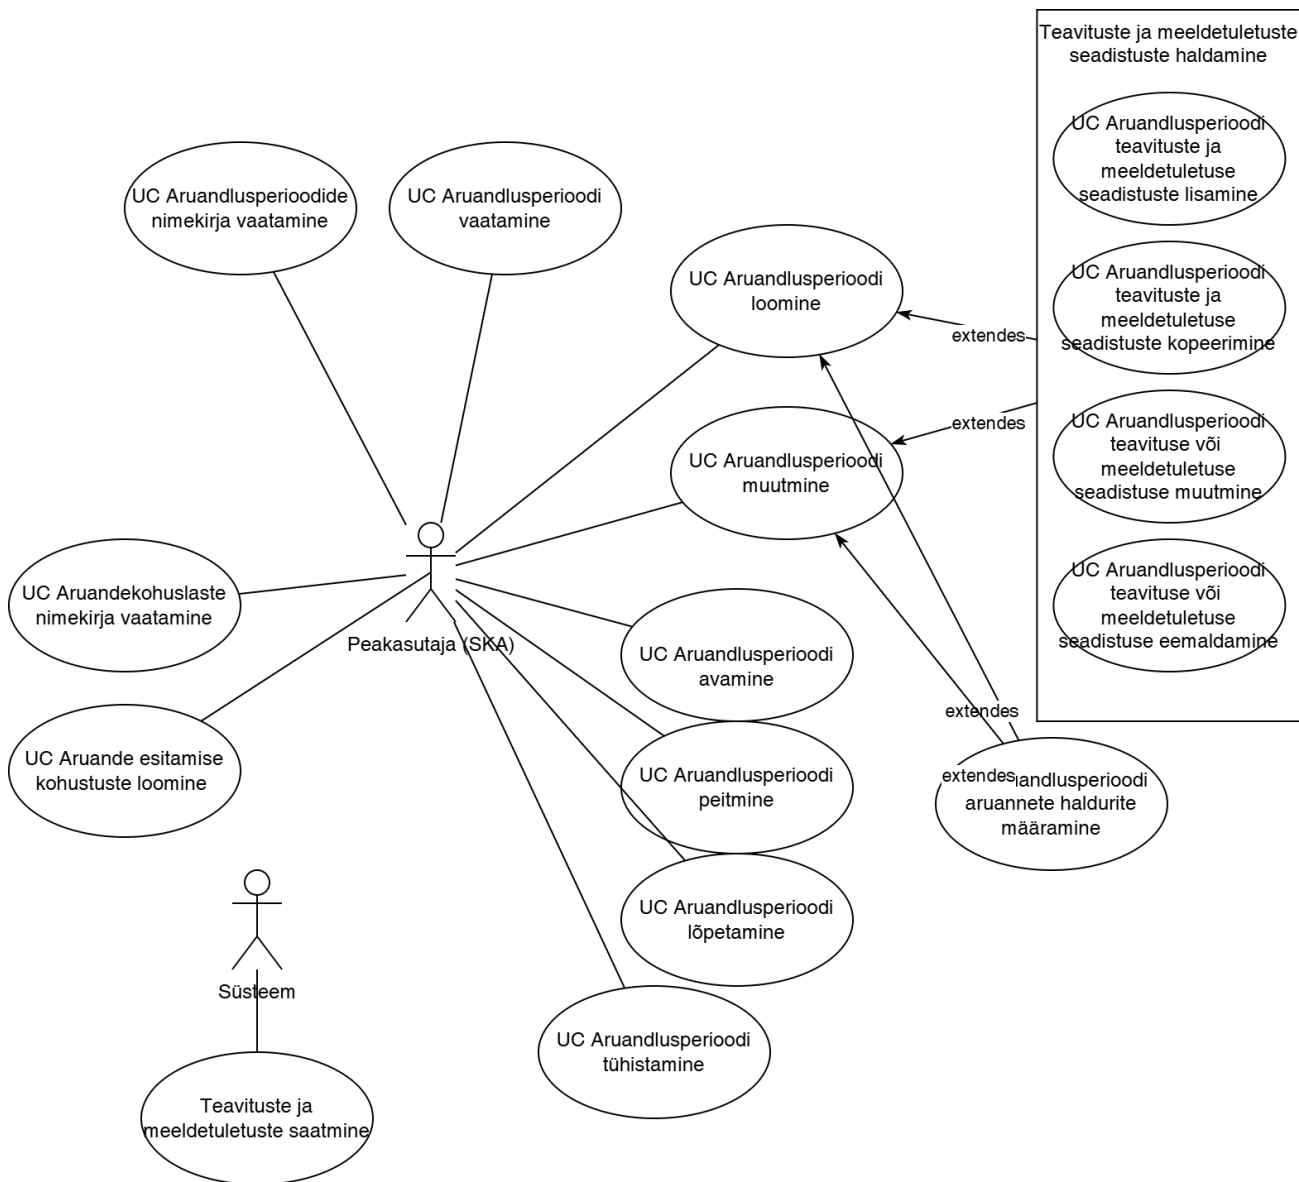 Teavituste ja meeldetuletuste
seadistuste haldamine
UC Aruandlusperioodi
teavituste ja
meeldetuletuse
seadistuste lisamine
UC Aruandlusperioodide
nimekirja vaatamine
UC Aruandlusperioodi
vaatamine
UC Aruandlusperioodi
loomine
UC Aruandlusperioodi
teavituste ja
meeldetuletuse
seadistuste kopeerimine
extendes
extendes
UC Aruandlusperioodi
muutmine
UC Aruandlusperioodi
teavituse või
meeldetuletuse
seadistuse muutmine
UC Aruandekohuslaste
nimekirja vaatamine
Peakasutaja (SKA)
UC Aruandlusperioodi
avamine
UC Aruandlusperioodi
teavituse või
meeldetuletuse
seadistuse eemaldamine
extendes
UC Aruande esitamise
kohustuste loomine
UC Aruandlusperioodi
peitmine
extendes
andlusperioodi
aruannete haldurite
määramine
UC Aruandlusperioodi
lõpetamine
Süsteem
UC Aruandlusperioodi
tühistamine
Teavituste ja
meeldetuletuste saatmine